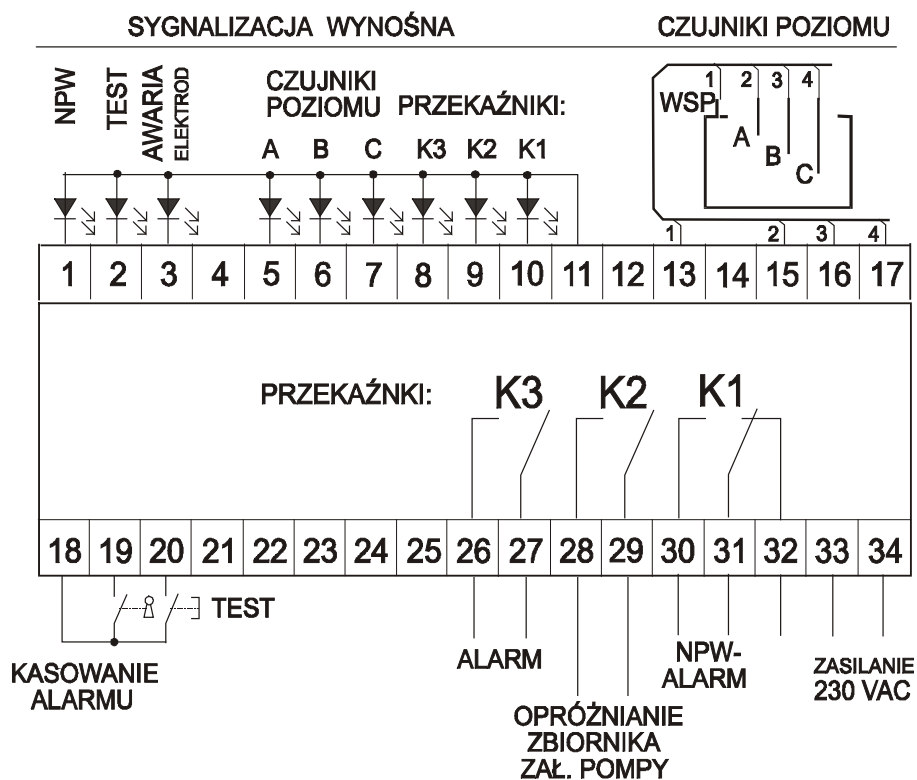 SYGNALIZACJA WYNOŚNA
CZUJNIKI POZIOMU
NPW
TEST
AWARIA
ELEKTROD
CZUJNIKI
POZIOMU
PRZEKAŹNIKI:
A B C K3 K2 K1
1 2 3 4
WSP
A
B
C
1 2 3 4
1 2 3 4 5 6 7 8 9 10 11 12 13 14 15 16 17
PRZEKAŹNKI:
K3 K2 K1
18 19 20 21 22 23 24 25 26 27 28 29 30 31 32 33 34
TEST
KASOWANIE
ALARMU
ALARM
OPRÓŻNIANIE
ZBIORNIKA
ZAŁ. POMPY
NPW-
ALARM
ZASILANIE
230 VAC